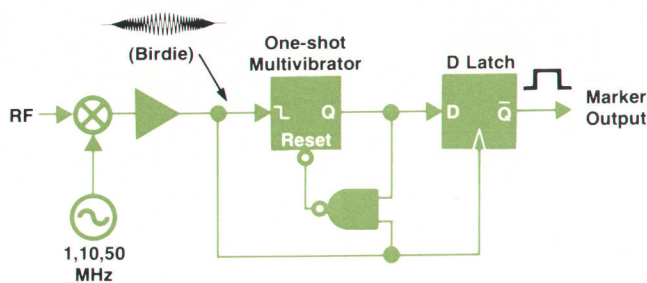 (Birdie)
One-shot
Multivibrator
D Latch
RF
Q
Reset
D
Q̅
Marker
Output
1,10,50
MHz